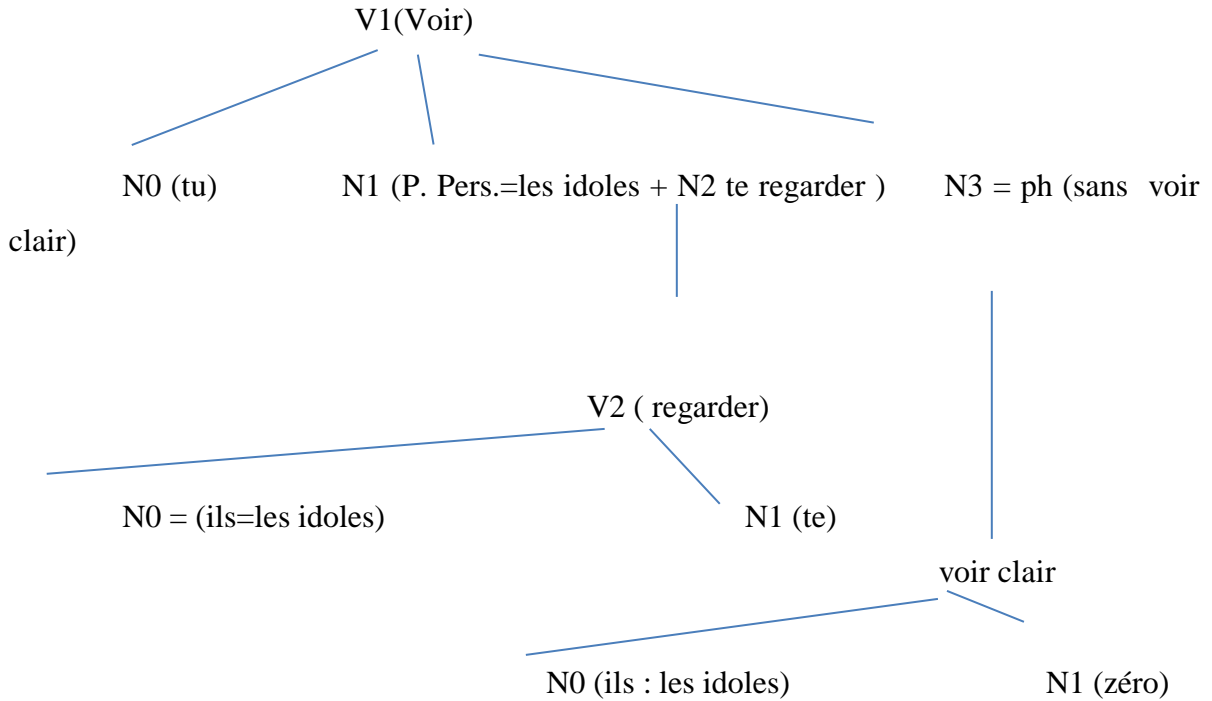 V1(Voir)
N0 (tu) N1 (P. Pers.=les idoles + N2 te regarder ) N3 = ph (sans voir
clair)
V2 ( regarder)
N0 = (ils=les idoles) N1 (te)
voir clair
N0 (ils : les idoles) N1 (zéro)